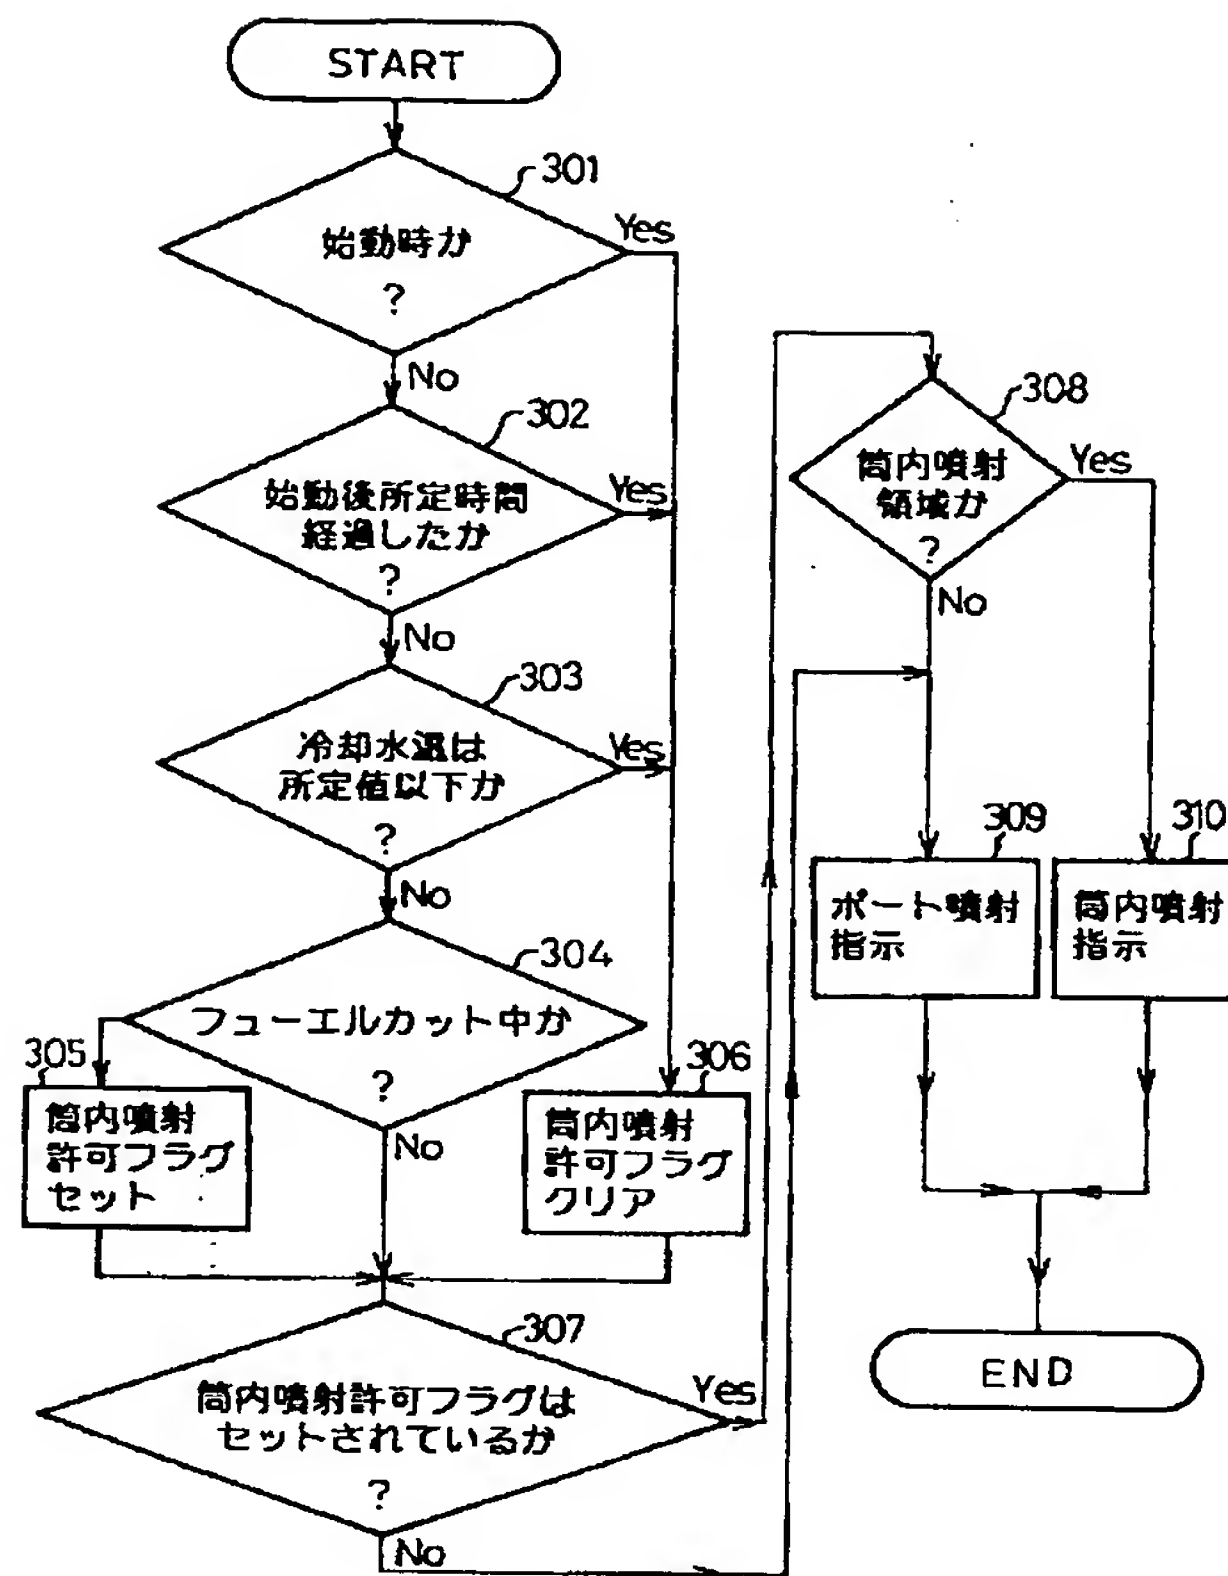 START
301
始動時か
?
Yes
No
302
始動後所定時間
経過したか
?
Yes
No
303
冷却水温は
所定値以下か
?
Yes
No
304
フューエルカット中か
?
No
305
筒内噴射
許可フラグ
セット
306
筒内噴射
許可フラグ
クリア
307
筒内噴射許可フラグは
セットされているか
?
Yes
No
308
筒内噴射
領域か
?
Yes
No
309
ポート噴射
指示
310
筒内噴射
指示
END